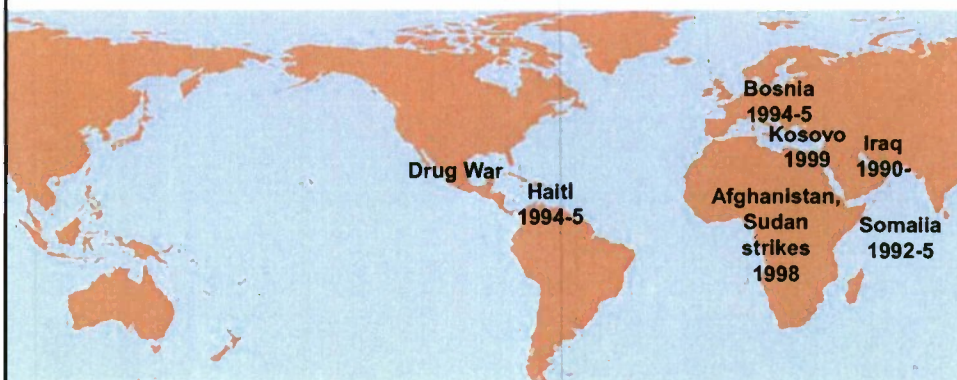 Bosnia
1994-5
Kosovo
1999
Iraq
1990-
Drug War
Haiti
1994-5
Afghanistan,
Sudan
strikes
1998
Somalia
1992-5